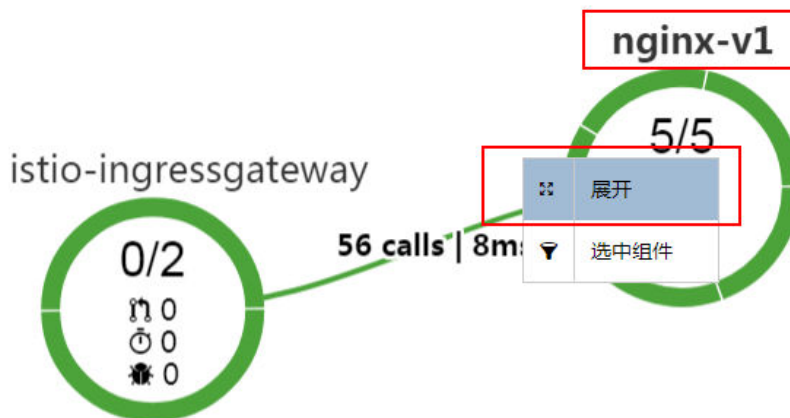 nginx-v1
5/5
istio-ingressgateway
展开
56 calls | 8ms
选中组件
0/2
0
0
0